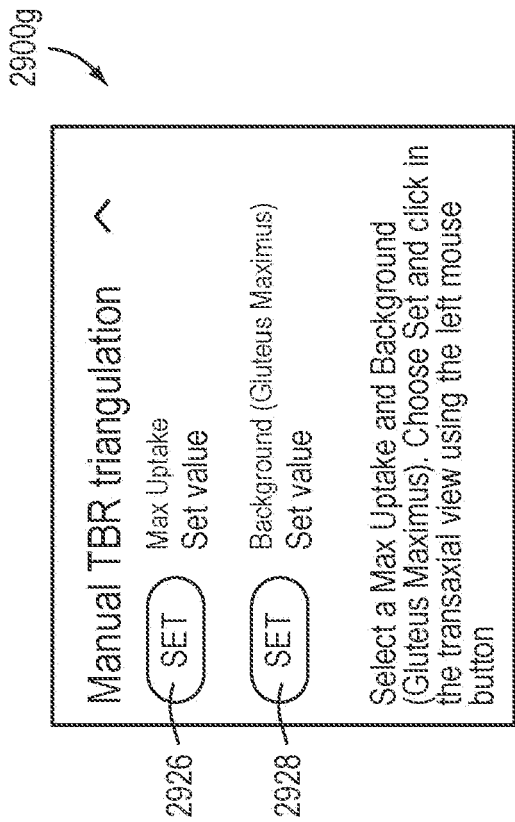 2900g
Manual TBR triangulation
SET
Max Uptake
Set value
2926
SET
Background (Gluteus Maximus)
Set value
2928
Select a Max Uptake and Background
(Gluteus Maximus). Choose Set and click in
the transaxial view using the left mouse
button